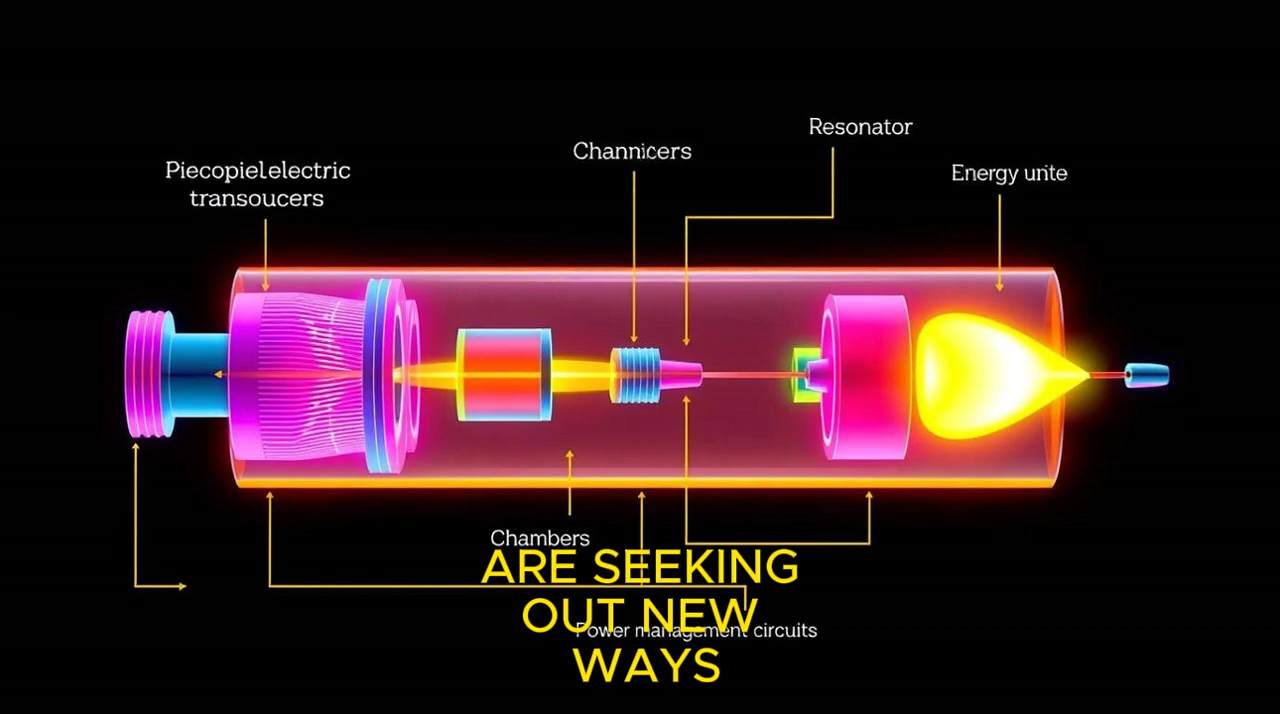 Resonator
Channicers
Piecopielelectric
transoucers
Energy unite
Chambers
ARE SEEKING
OUT NEW
Power management circuits
WAYS